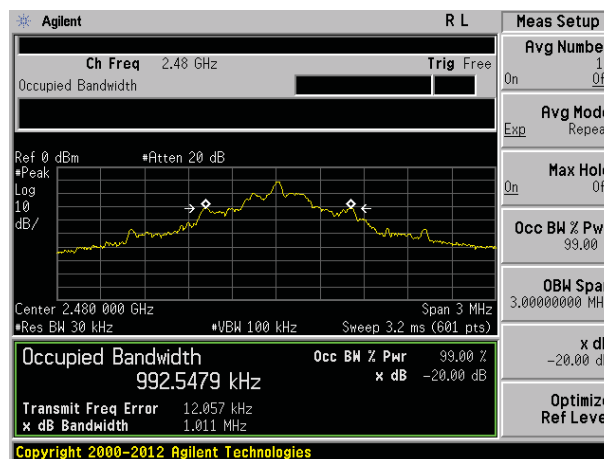 Agilent R L
Ch Freq 2.48 GHz Trig Free
Occupied Bandwidth
Ref 0 dBm #Atten 20 dB
#Peak
Log
10
dB/
Center 2.480 000 GHz Span 3 MHz
#Res BW 30 kHz #VBW 100 kHz Sweep 3.2 ms (601 pts)
Occupied Bandwidth Occ BW % Pwr 99.00 %
992.5479 kHz x dB -20.00 dB
Transmit Freq Error 12.057 kHz
x dB Bandwidth 1.011 MHz
Copyright 2000-2012 Agilent Technologies
Meas Setup
Avg Number
1
On Of
Avg Mode
Exp Repea
Max Hol
On Of
Occ BW % Pw
99.00
OBW Spa
3.00000000 MH
x d
-20.00 d
Optimiz
Ref Leve